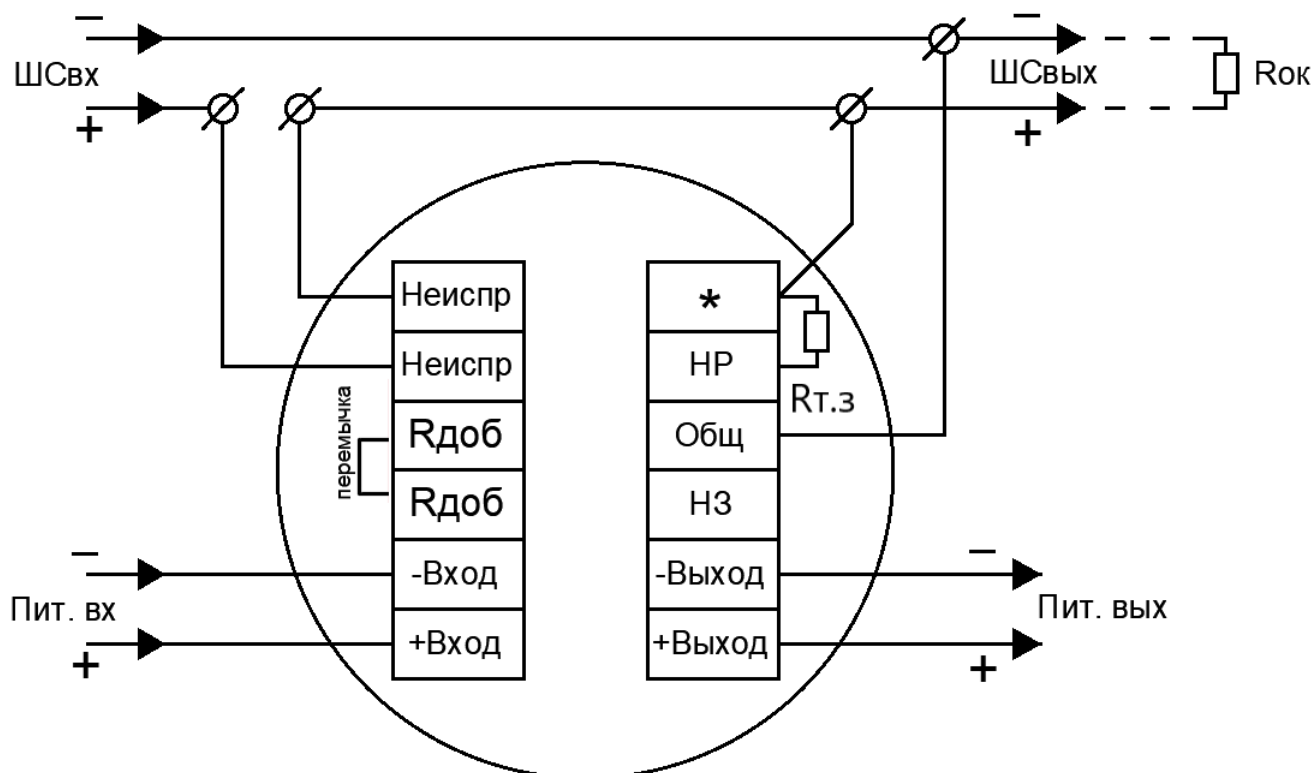 − −
ШСвх ШСвых Rок
+ +
Неиспр *
Неиспр НР
Rт.з
перемычка
Rдоб Общ
Rдоб НЗ
− −
-Вход -Выход
Пит. вх Пит. вых
+Вход +Выход
+ +